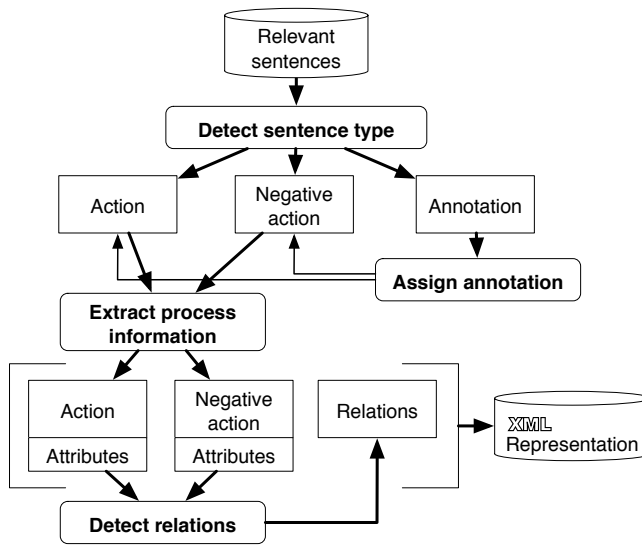 Relevant
sentences
Detect sentence type
Action
Negative
action
Annotation
Assign annotation
Extract process
information
Action
Attributes
Negative
action
Attributes
Relations
XML
Representation
Detect relations